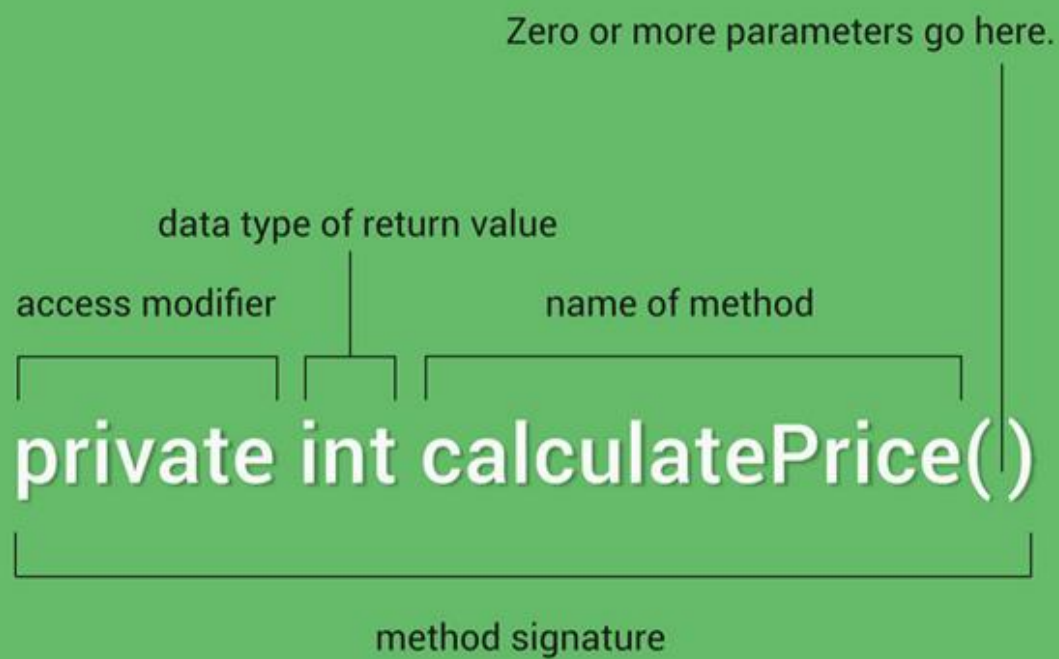 Zero or more parameters go here.
data type of return value
access modifier
name of method
private int calculatePrice()
method signature